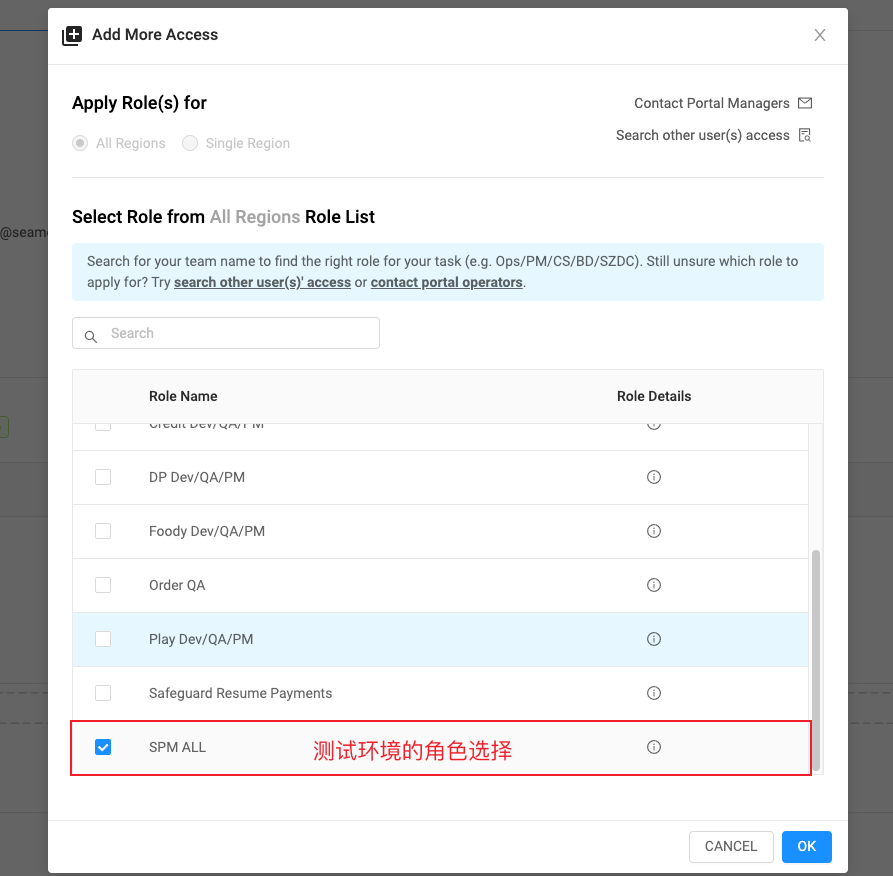 Add More Access
Apply Role(s) for
Contact Portal Managers
All Regions
Single Region
Search other user(s) access
Select Role from All Regions Role List
@seam
Search for your team name to find the right role for your task (e.g. Ops/PM/CS/BD/SZDC). Still unsure which role to
apply for? Try search other user(s)' access or contact portal operators.
Search
Role Name
Role Details
Credit Dev/QA/PM
DP Dev/QA/PM
Foody Dev/QA/PM
Order QA
Play Dev/QA/PM
Safeguard Resume Payments
SPM ALL
测试环境的角色选择
CANCEL
OK